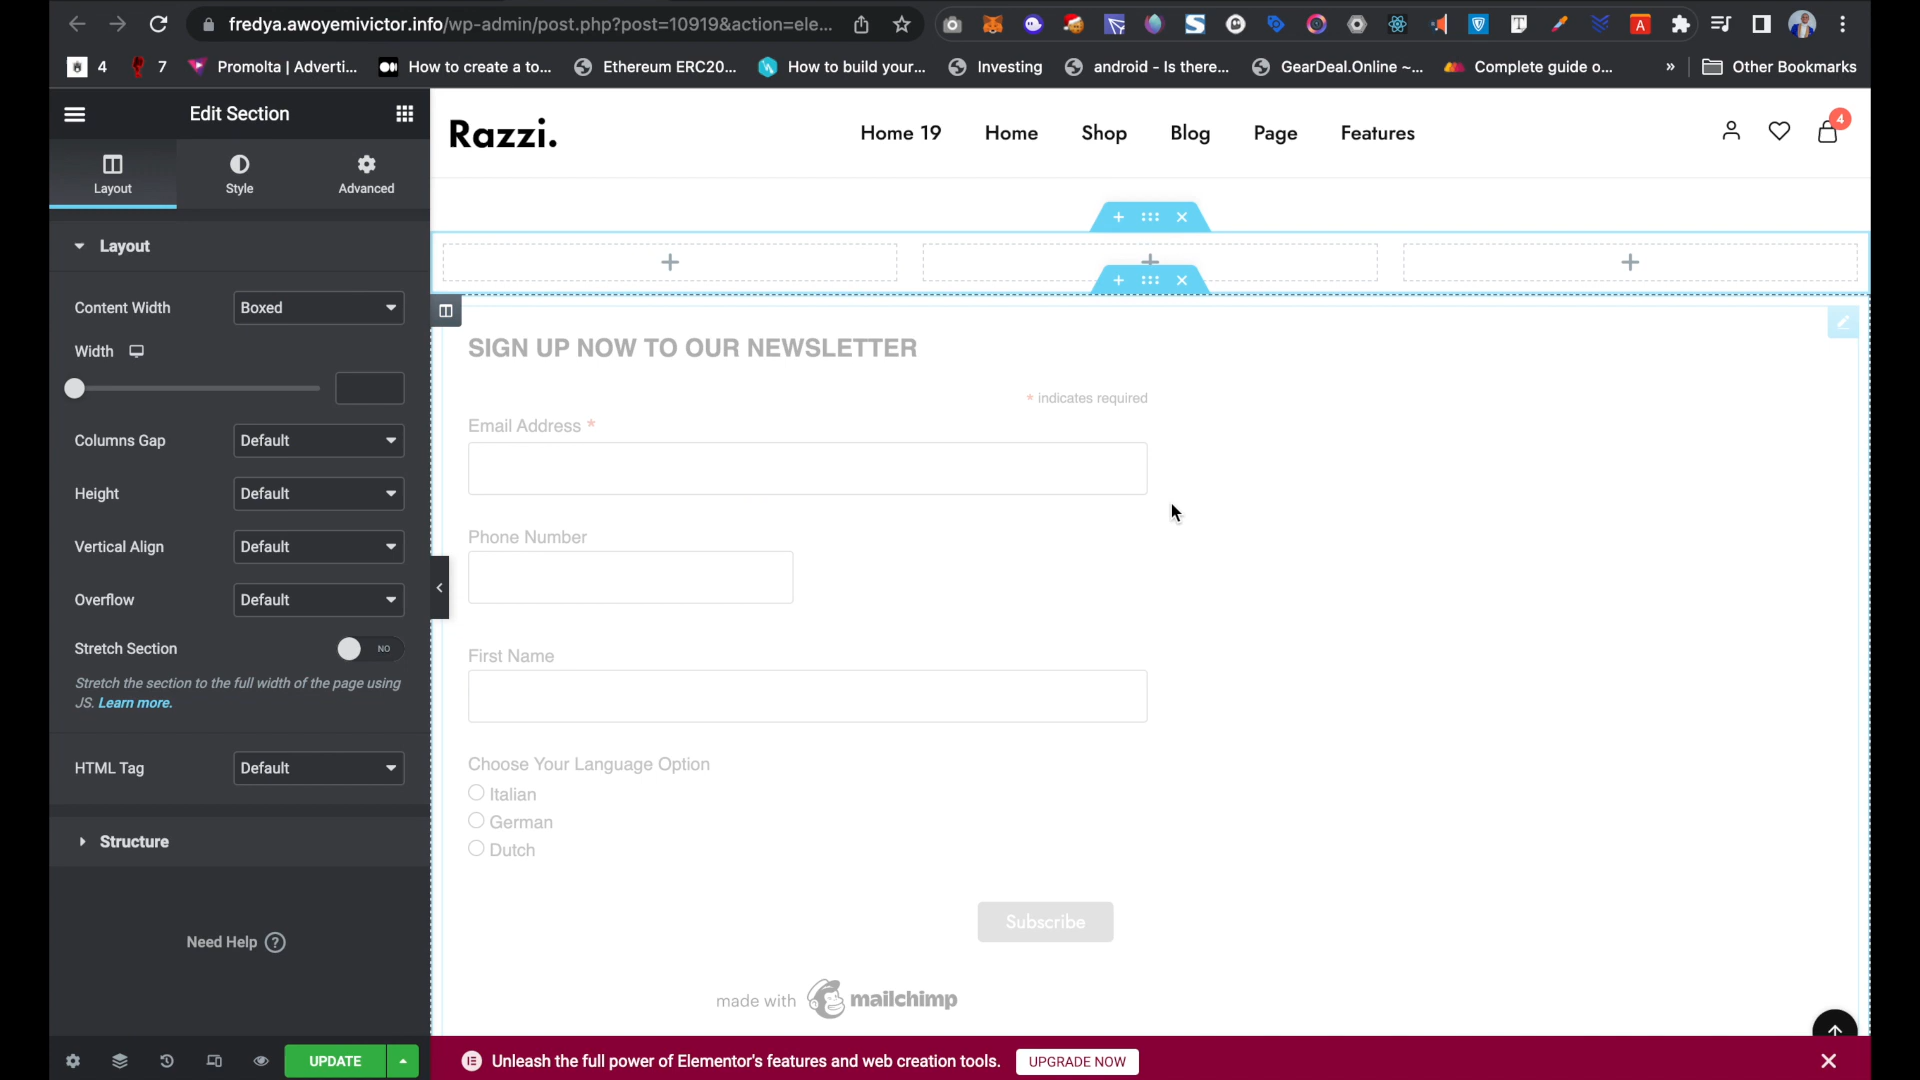 fredya.awoyemivictor.info/wp-admin/post.php?post=10919&action=ele...
4
7
Promolta | Adverti...
How to create a to...
Ethereum ERC20...
How to build your...
Investing
android - Is there...
GearDeal.Online ~...
Complete guide o...
»
Other Bookmarks
Edit Section
Layout
Style
Advanced
Layout
Content Width
Boxed
Width
Columns Gap
Default
Height
Default
Vertical Align
Default
Overflow
Default
Stretch Section
NO
Stretch the section to the full width of the page using
JS. Learn more.
HTML Tag
Default
Structure
Need Help
UPDATE
Razzi.
Home 19
Home
Shop
Blog
Page
Features
4
SIGN UP NOW TO OUR NEWSLETTER
* indicates required
Email Address *
Phone Number
First Name
Choose Your Language Option
Italian
German
Dutch
Subscribe
made with mailchimp
Unleash the full power of Elementor's features and web creation tools.
UPGRADE NOW